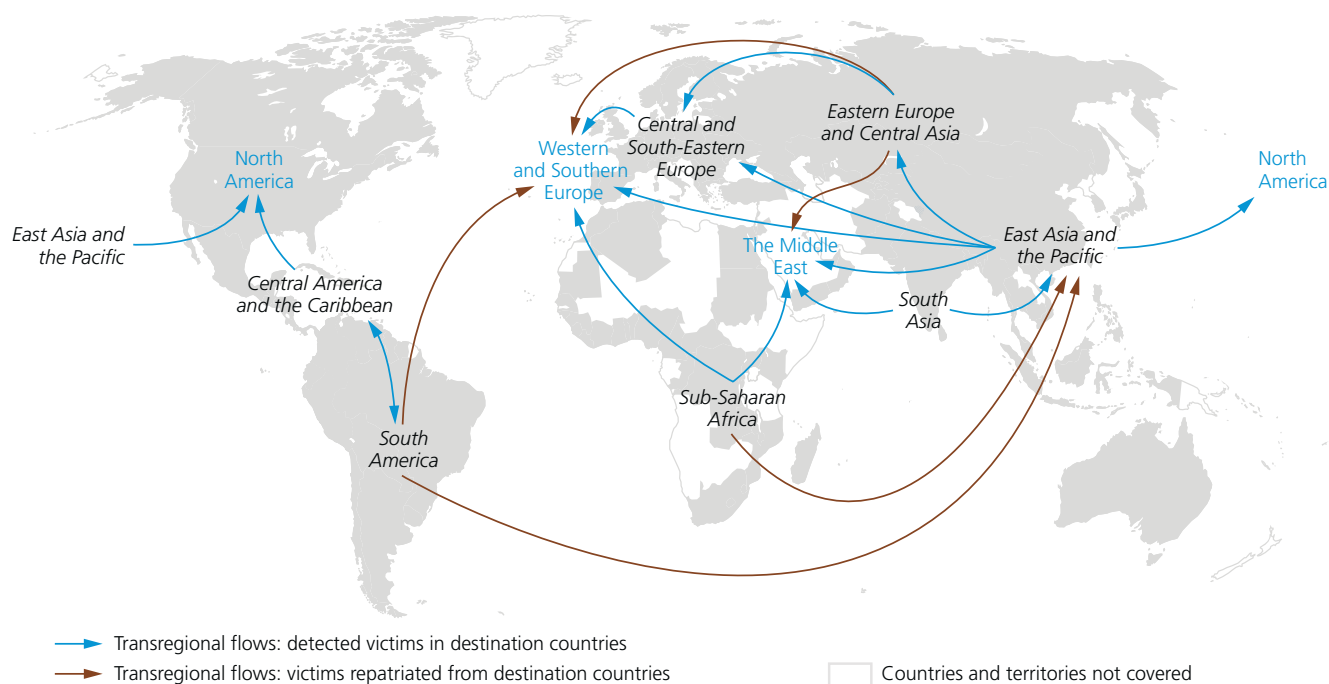 North
America
East Asia and
the Pacific
Central America
and the Caribbean
South
America
Western
and Southern
Europe
Central and
South-Eastern
Europe
Eastern Europe
and Central Asia
The Middle
East
South
Asia
Sub-Saharan
Africa
East Asia and
the Pacific
North
America
Transregional flows: detected victims in destination countries
Transregional flows: victims repatriated from destination countries
Countries and territories not covered